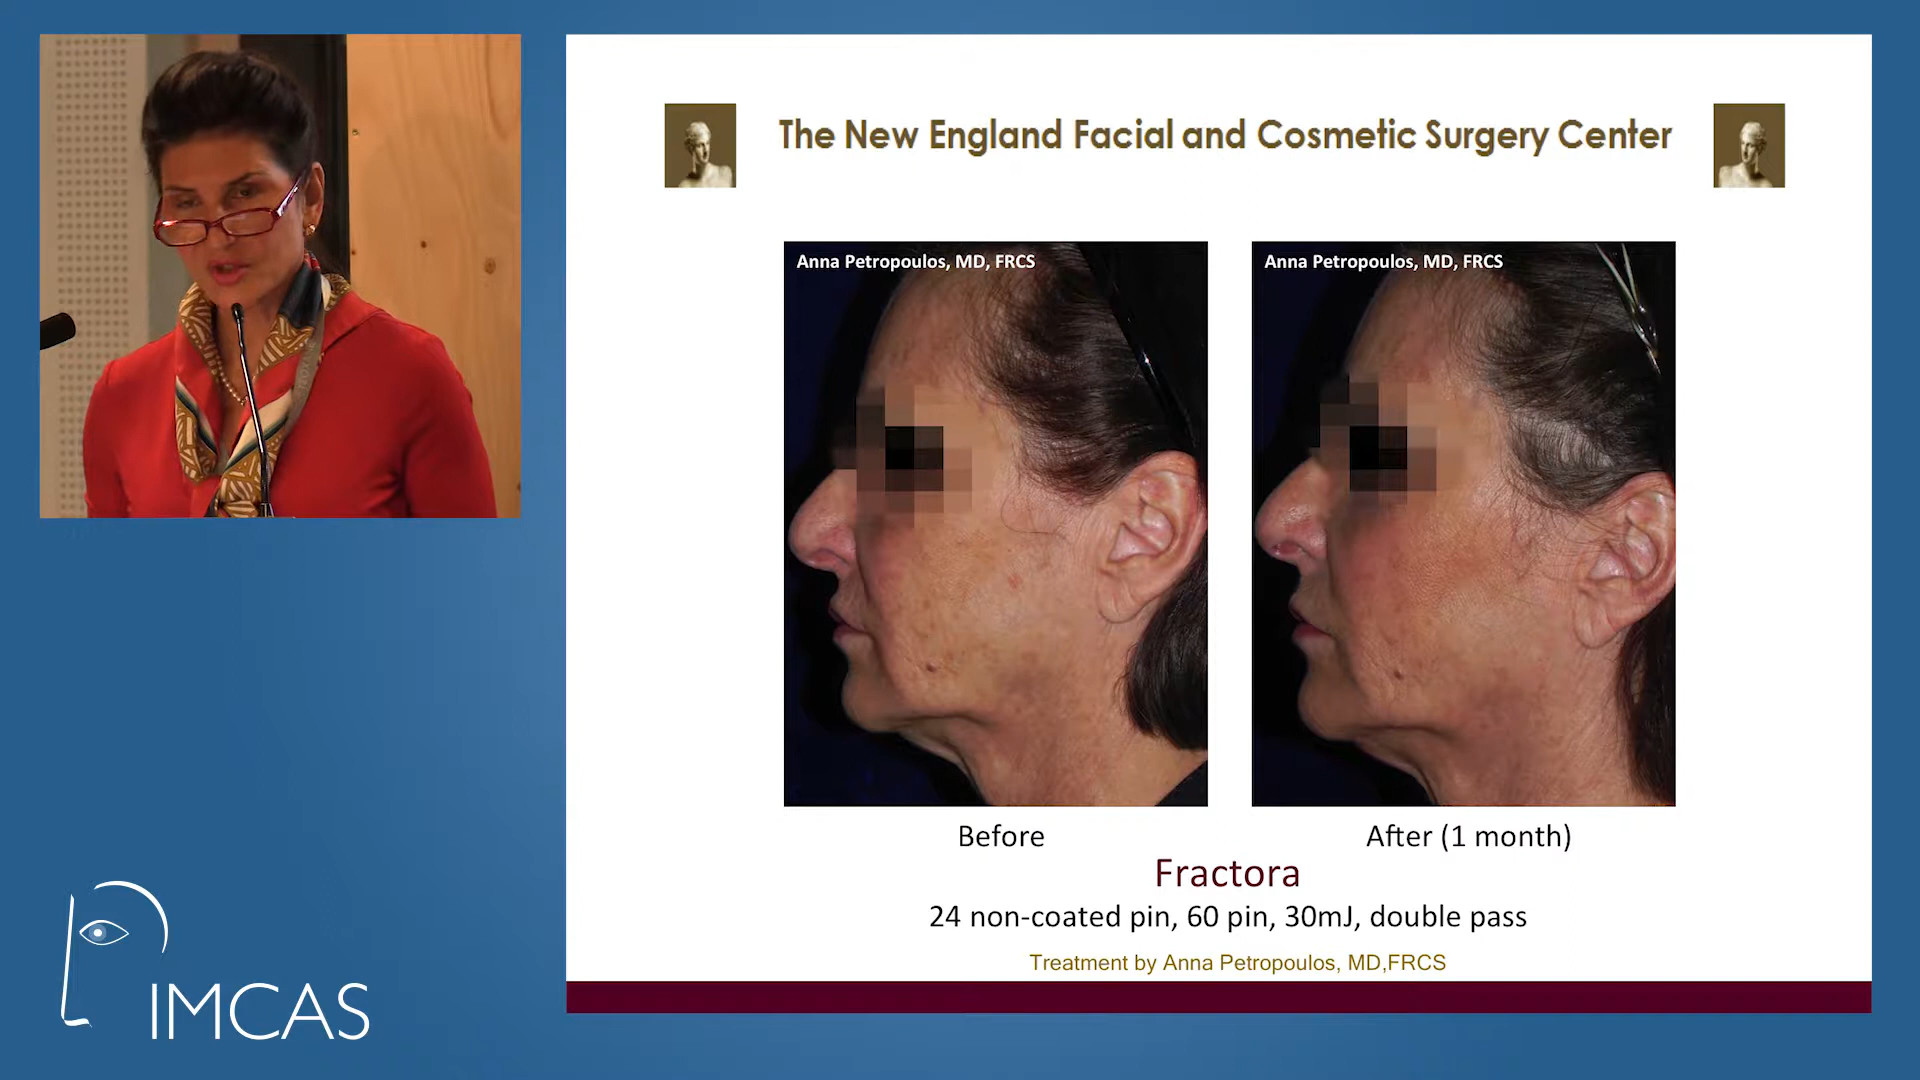 The New England Facial and Cosmetic Surgery Center
Anna Petropoulos, MD, FRCS
Anna Petropoulos, MD, FRCS
Before
After (1 month)
Fractora
24 non-coated pin, 60 pin, 30mJ, double pass
Treatment by Anna Petropoulos, MD,FRCS
IMCAS